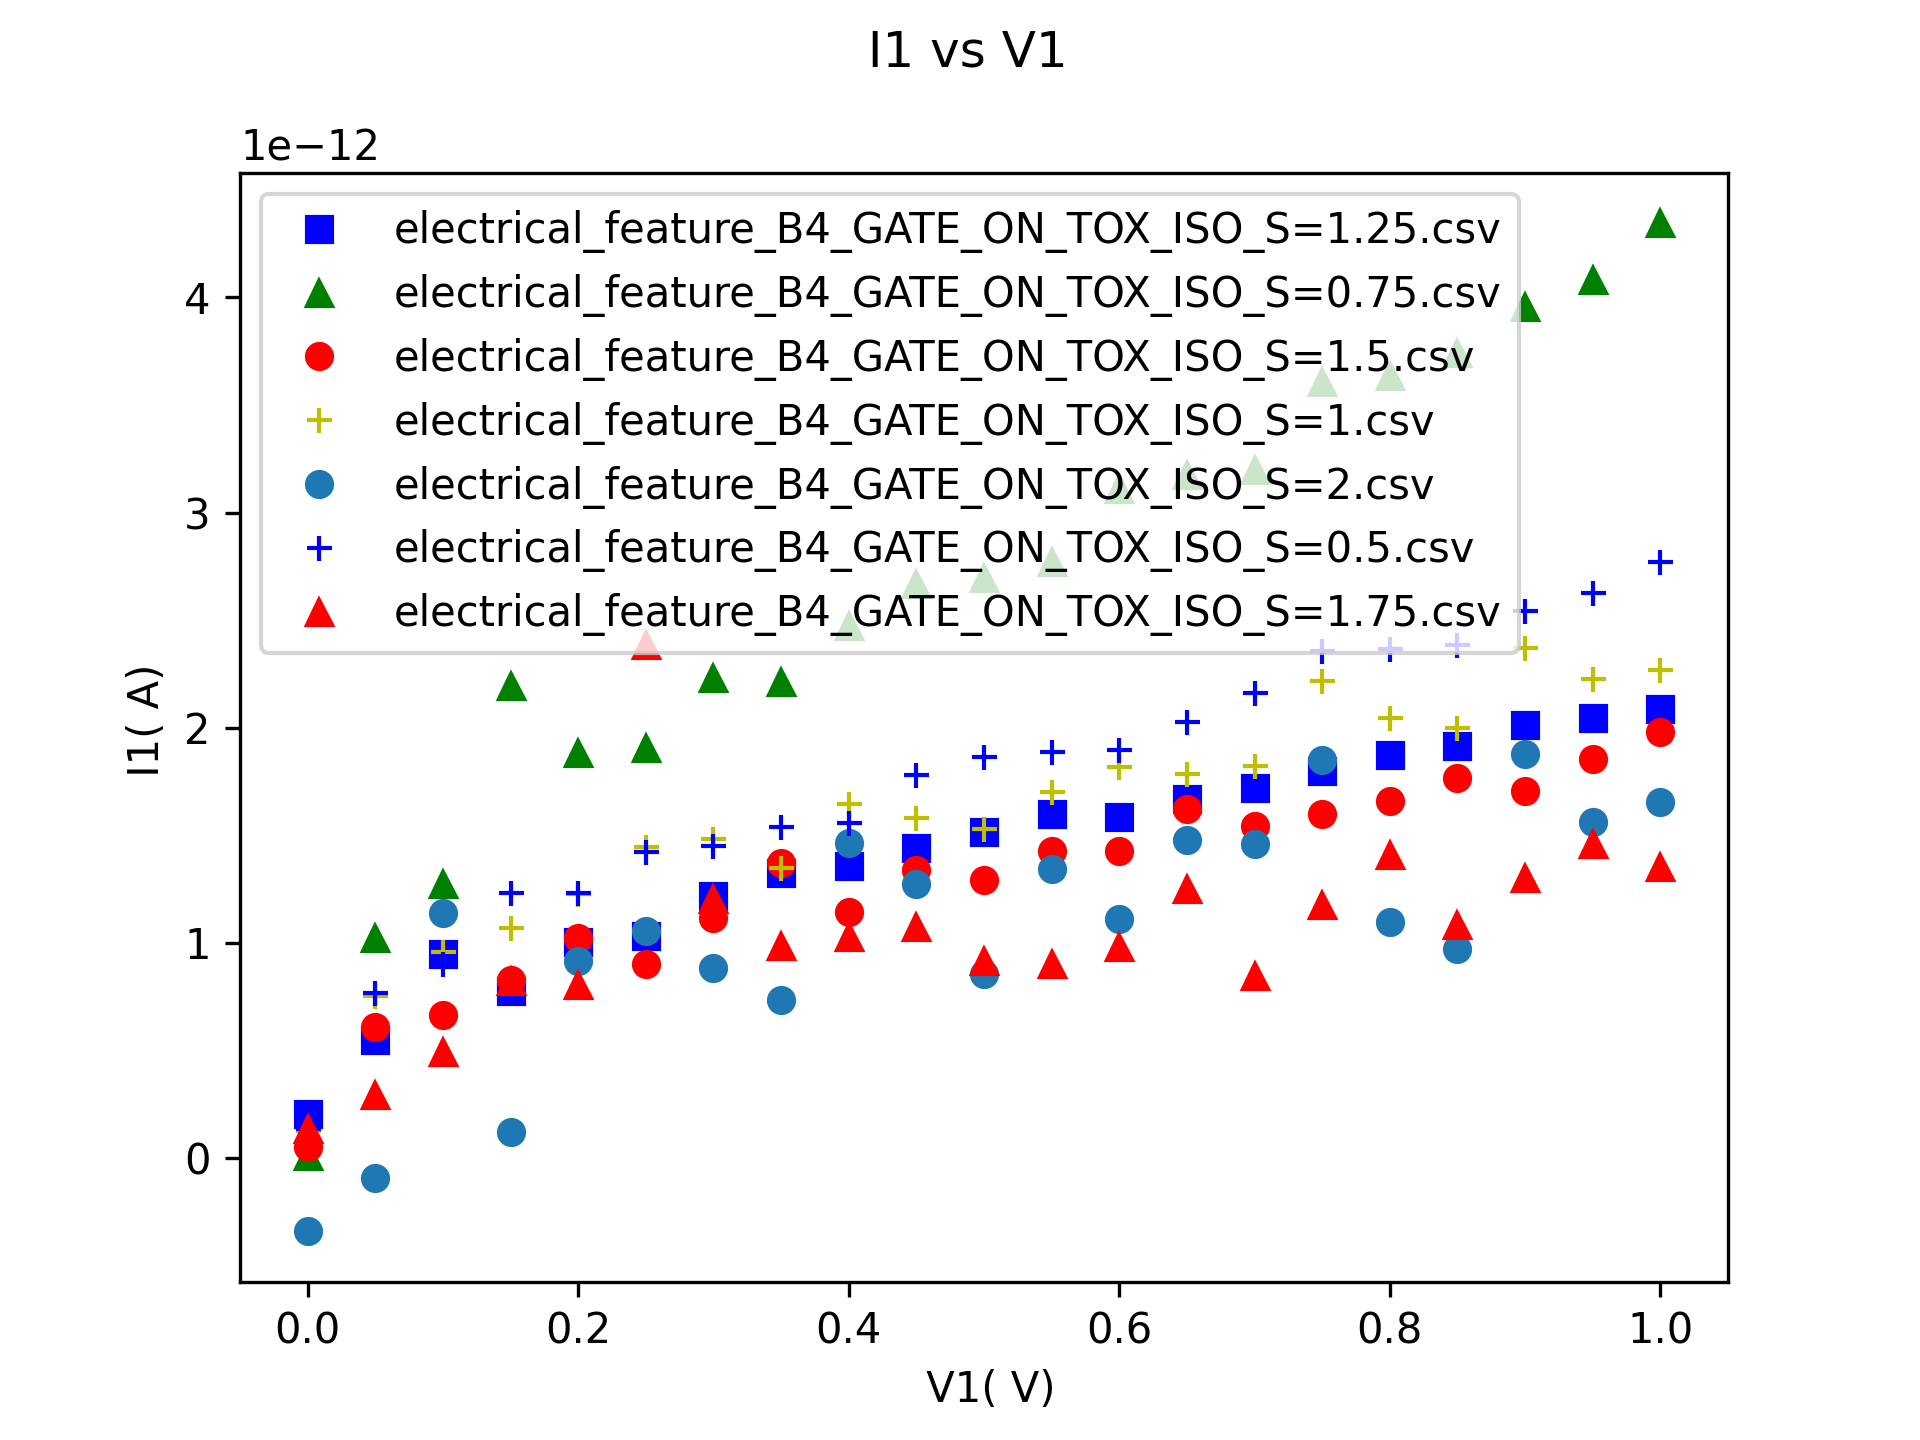 I1 vs V1
1e−12
electrical_feature_B4_GATE_ON_TOX_ISO_S=1.25.csv
electrical_feature_B4_GATE_ON_TOX_ISO_S=0.75.csv
electrical_feature_B4_GATE_ON_TOX_ISO_S=1.5.csv
electrical_feature_B4_GATE_ON_TOX_ISO_S=1.csv
electrical_feature_B4_GATE_ON_TOX_ISO_S=2.csv
electrical_feature_B4_GATE_ON_TOX_ISO_S=0.5.csv
electrical_feature_B4_GATE_ON_TOX_ISO_S=1.75.csv
4
3
2
1
0
I1( A)
0.0 0.2 0.4 0.6 0.8 1.0
V1( V)